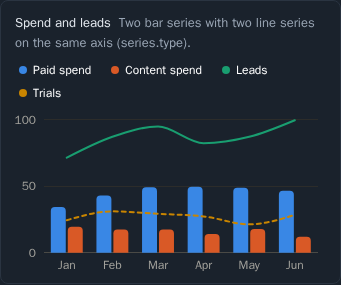 Spend and leads Two bar series with two line series
on the same axis (series.type).
Paid spend Content spend Leads
Trials
100
50
0
Jan Feb Mar Apr May Jun